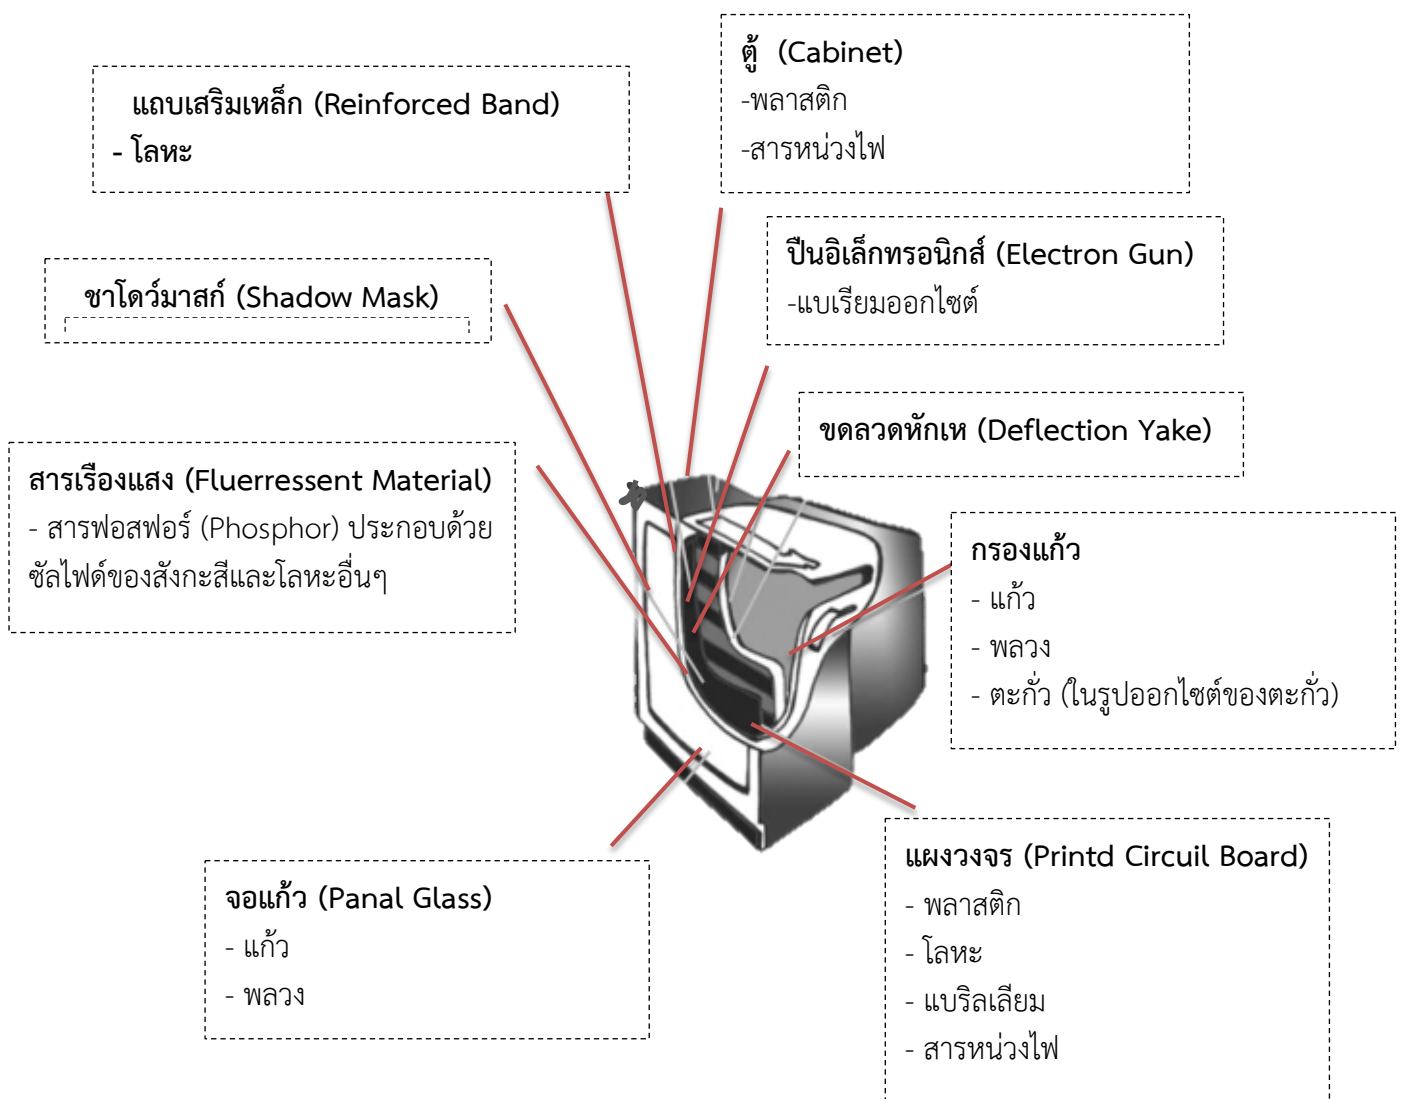 ตู้  (Cabinet)
-พลาสติก
-สารหน่วงไฟ
แถบเสริมเหล็ก (Reinforced Band)
- โลหะ
ปืนอิเล็กทรอนิกส์ (Electron Gun)
-แบเรียมออกไซต์
ชาโดว์มาสก์ (Shadow Mask)
ขดลวดหักเห (Deflection Yake)
สารเรืองแสง (Fluerressent Material)
- สารฟอสฟอร์ (Phosphor) ประกอบด้วย
ซัลไฟด์ของสังกะสีและโลหะอื่นๆ
กรองแก้ว
- แก้ว
- พลวง
- ตะกั่ว (ในรูปออกไซต์ของตะกั่ว)
แผงวงจร (Printd Circuil Board)
- พลาสติก
- โลหะ
- แบริลเลียม
- สารหน่วงไฟ
จอแก้ว (Panal Glass)
- แก้ว
- พลวง